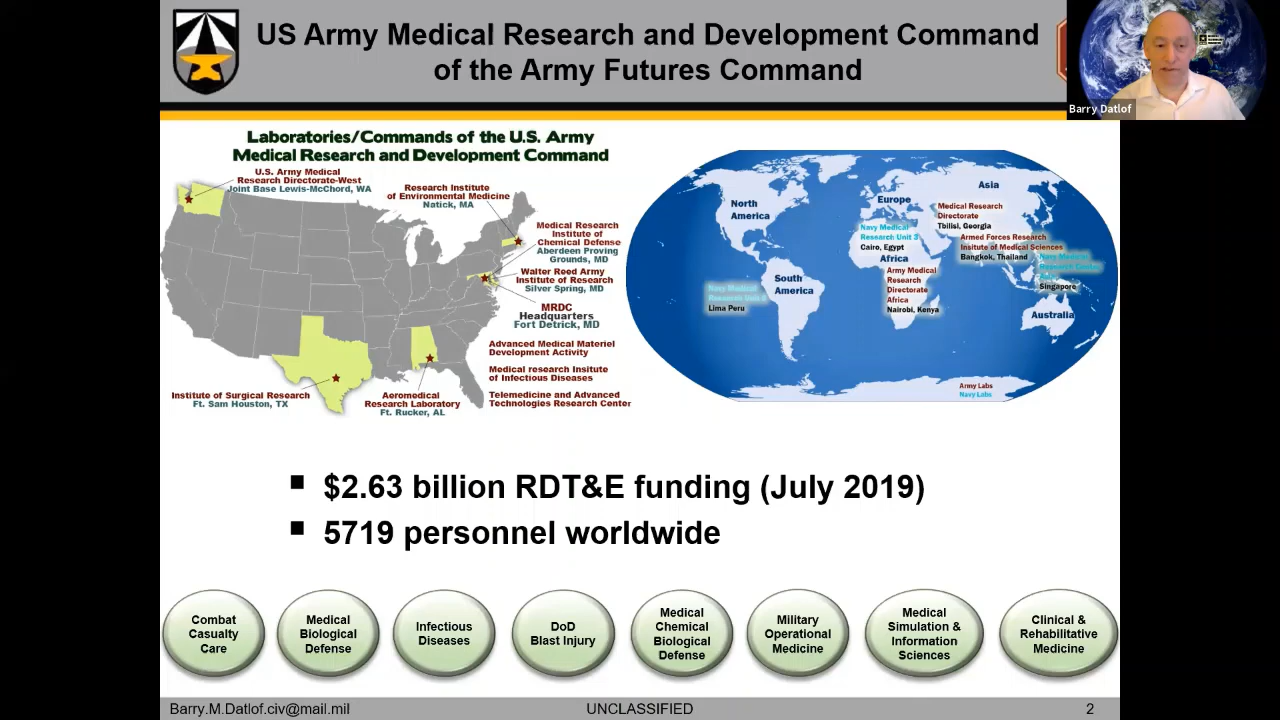 US Army Medical Research and Development Command
of the Army Futures Command
Barry Datlof
Laboratories/Commands of the U.S. Army
Medical Research and Development Command
U.S. Army Medical
Research Directorate-West
Joint Base Lewis-McChord, WA
Research Institute
of Environmental Medicine
Natick, MA
Medical Research
Institute of
Chemical Defense
Aberdeen Proving
Grounds, MD
Walter Reed Army
Institute of Research
Silver Spring, MD
MRDC
Headquarters
Fort Detrick, MD
Advanced Medical Materiel
Development Activity
Medical research Insitute
of Infectious Diseases
Telemedicine and Advanced
Technologies Research Center
Institute of Surgical Research
Ft. Sam Houston, TX
Aeromedical
Research Laboratory
Ft. Rucker, AL
North
America
South
America
Europe
Africa
Asia
Australia
Medical Research
Directorate
Tbilisi, Georgia
Navy Medical
Research Unit 3
Cairo, Egypt
Armed Forces Research
Insitute of Medical Sciences
Bangkok, Thailand
Navy Medical
Research Center
Singapore
Army Medical
Research
Directorate
Africa
Nairobi, Kenya
Navy Medical
Research Unit
Lima Peru
Army Labs
Navy Labs
■ $2.63 billion RDT&E funding (July 2019)
■ 5719 personnel worldwide
Combat
Casualty
Care
Medical
Biological
Defense
Infectious
Diseases
DoD
Blast Injury
Medical
Chemical
Biological
Defense
Military
Operational
Medicine
Medical
Simulation &
Information
Sciences
Clinical &
Rehabilitative
Medicine
Barry.M.Datlof.civ@mail.mil
UNCLASSIFIED
2